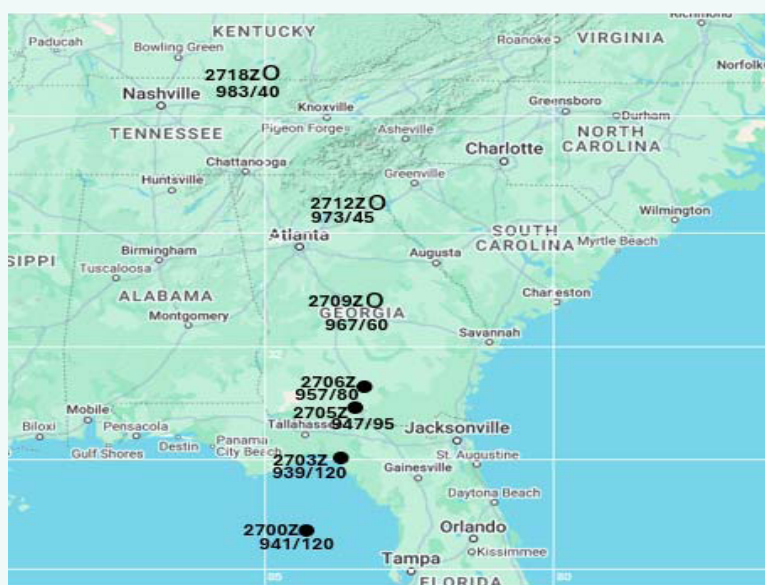 Richmond
KENTUCKY
Paducah
Bowling Green
Roanoke
VIRGINIA
Norfolk
2718Z
983/40
Nashville
Knoxville
Greensboro
Durham
TENNESSEE
Pigeon Forge
Asheville
NORTH
CAROLINA
Charlotte
Chattanooga
Huntsville
Greenville
2712Z
973/45
Wilmington
Atlanta
SOUTH
CAROLINA
Myrtle Beach
SIPPI
Birmingham
Augusta
Tuscaloosa
ALABAMA
2709Z
GEORGIA
967/60
Charleston
Montgomery
Savannah
32
2706Z
957/80
2705Z
947/95
Mobile
Tallahass
Jacksonville
Biloxi
Pensacola
Gulf Shores
Destin
Panama
City Beach
St. Augustine
2703Z
939/120
Gainesville
Daytona Beach
2700Z
941/120
Orlando
Kissimmee
Tampa
85
80
FLORIDA